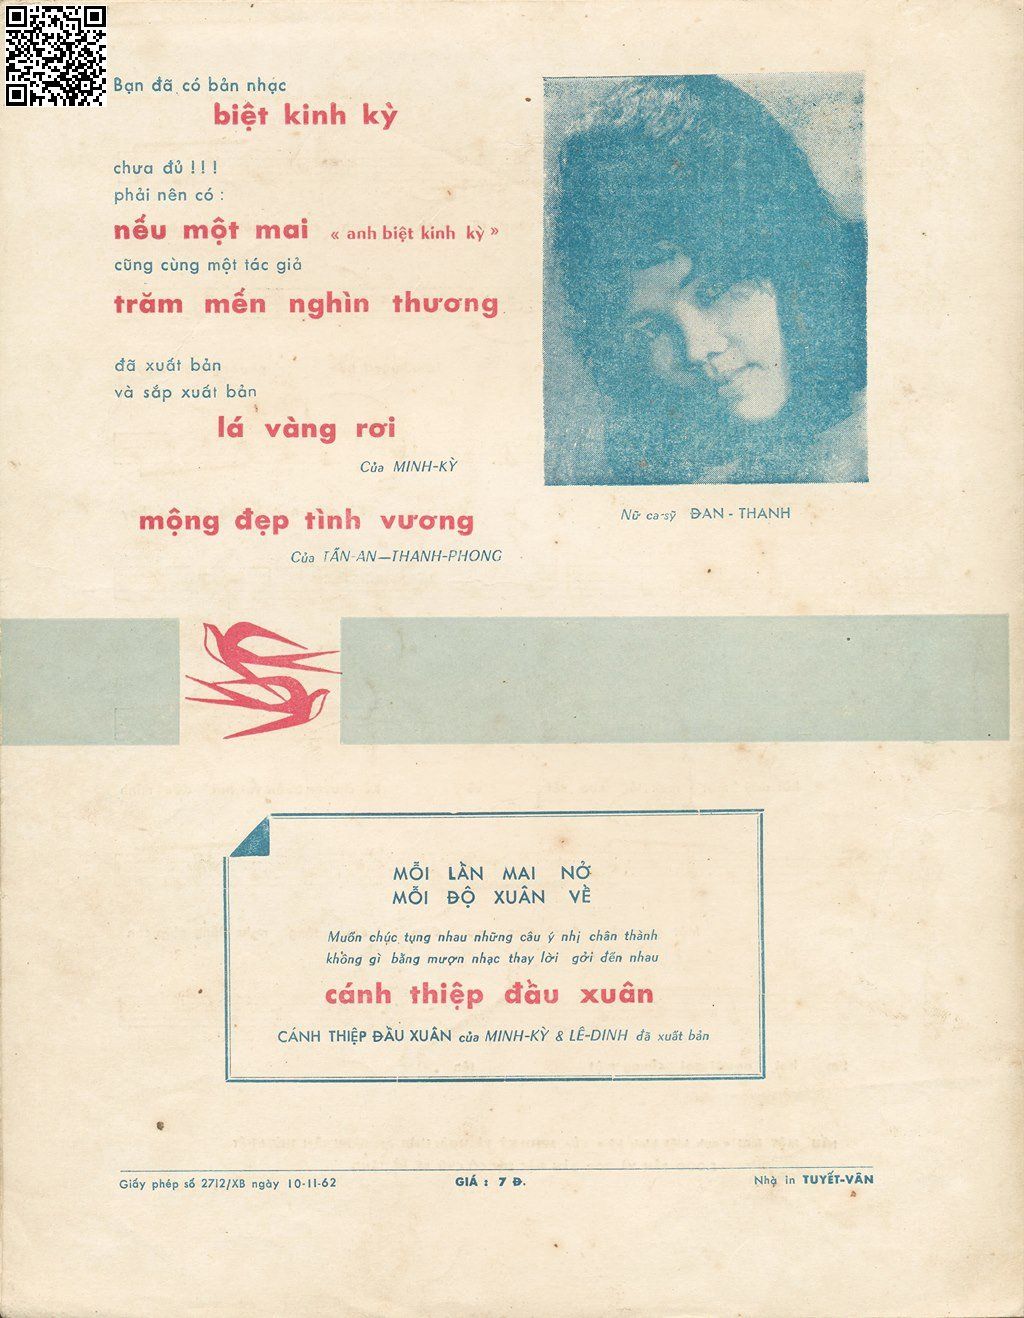 Bạn đã có bản nhạc
biệt kinh kỳ
chưa đủ ! ! !
phải nên có :
nếu một mai « anh biệt kinh kỳ »
cũng cùng một tác giả
trăm mến nghìn thương
đã xuất bản
và sắp xuất bản
lá vàng rơi
Của MINH-KỲ
mộng đẹp tình vương
Của TẤN-AN—THANH-PHONG
Nữ ca-sỹ ĐAN - THANH
MỖI LẦN MAI NỞ
MỖI ĐỘ XUÂN VỀ
Muốn chúc tụng nhau những câu ý nhị chân thành
không gì bằng mượn nhạc thay lời gởi đến nhau
cánh thiệp đầu xuân
CÁNH THIỆP ĐẦU XUÂN của MINH-KỲ & LÊ-DINH đã xuất bản
Giấy phép số 2712/XB ngày 10-11-62 GIÁ : 7 Đ. Nhà in TUYẾT-VÂN